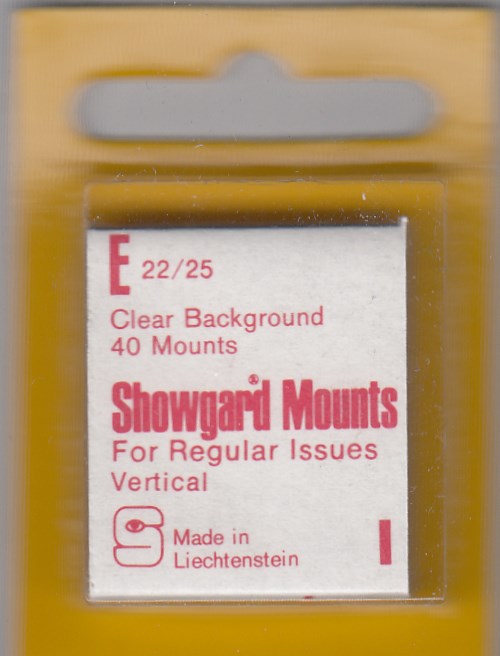 E 22/25
Clear Background
40 Mounts
Showgard® Mounts
For Regular Issues
Vertical
S Made in
Liechtenstein
I